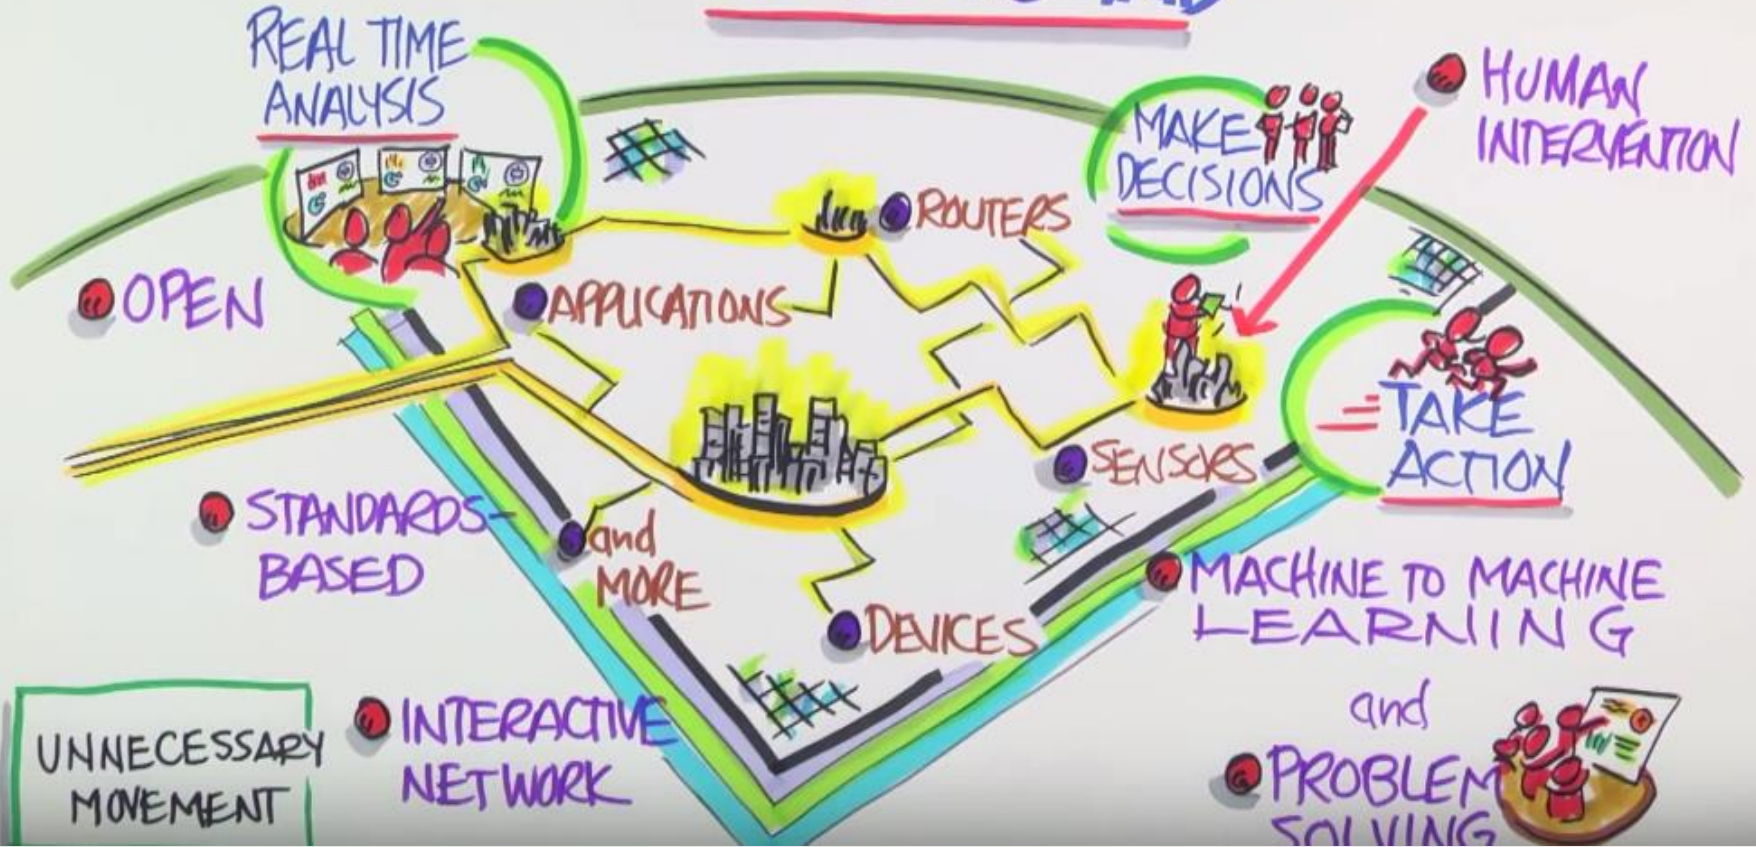 REAL TIME
ANALYSIS
MAKE
DECISIONS
HUMAN
INTERVENTION
ROUTERS
OPEN
APPLICATIONS
TAKE
ACTION
SENSORS
STANDARDS-
BASED
and
MORE
DEVICES
MACHINE TO MACHINE
LEARNING
INTERACTIVE
NETWORK
UNNECESSARY
MOVEMENT
and
PROBLEM
SOLVING